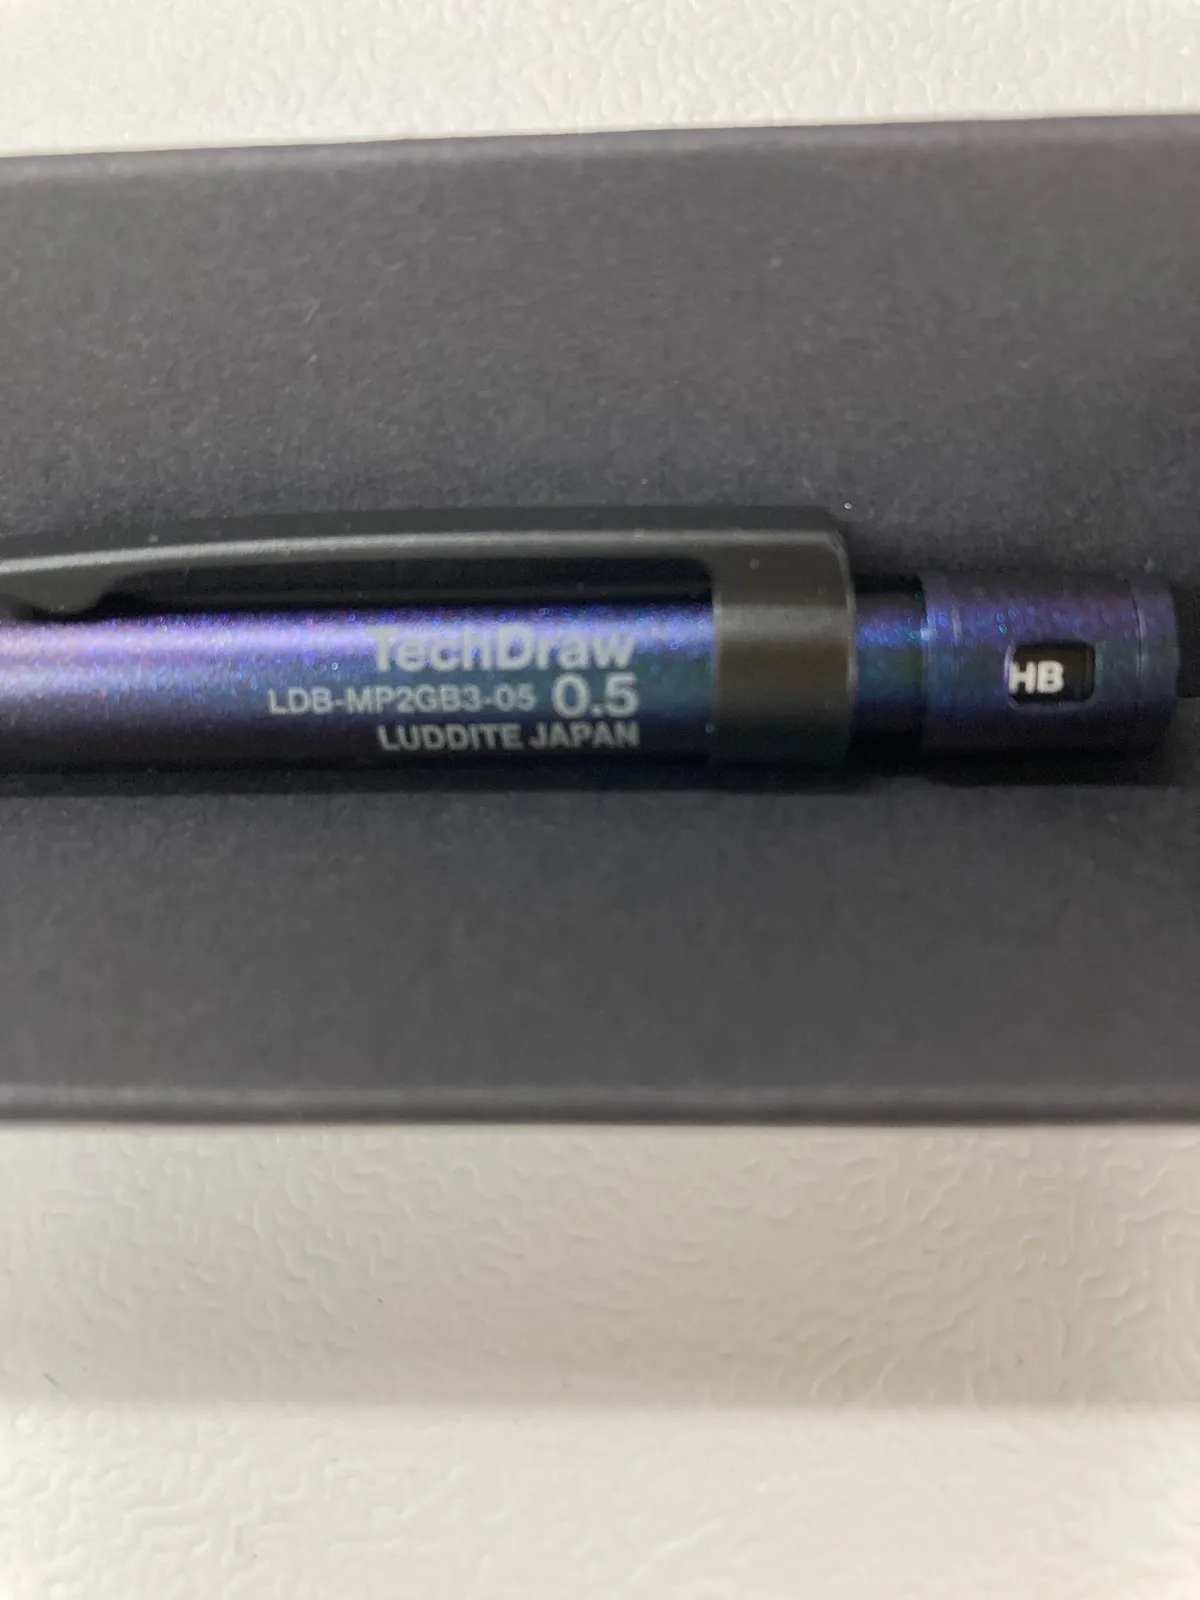 TechDraw
LDB-MP2GB3-05 0.5
LUDDITE JAPAN
HB